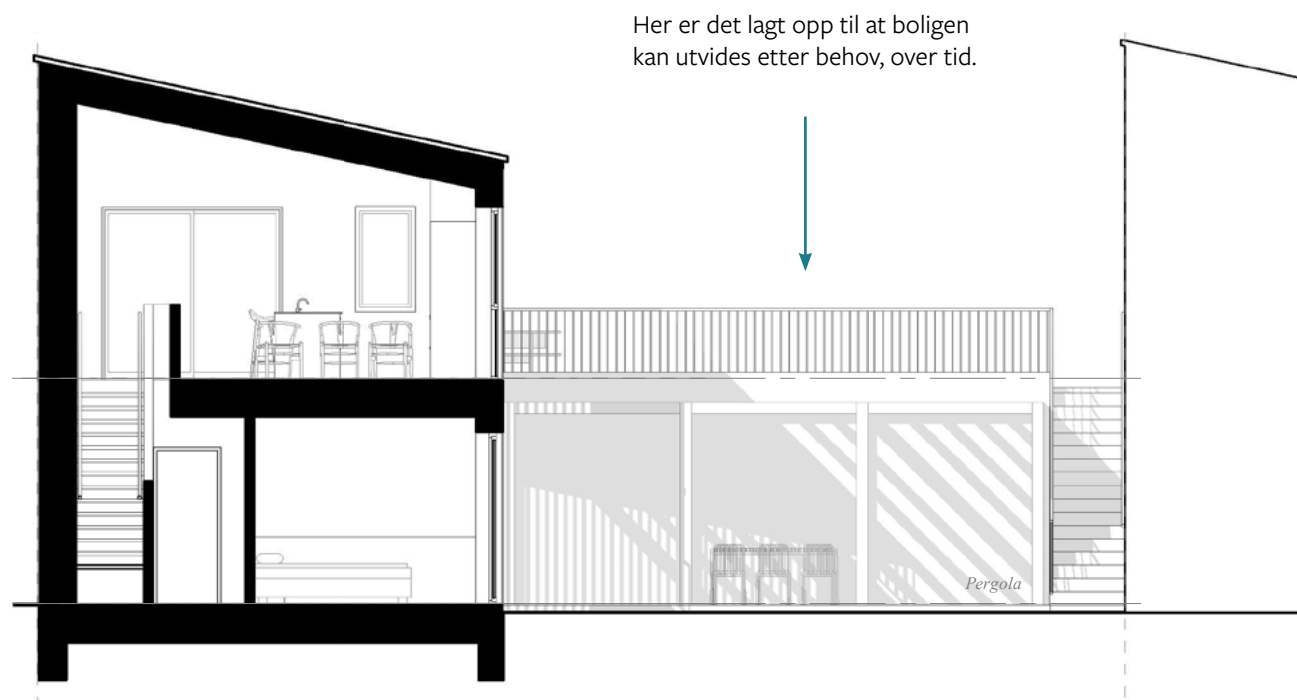 Her er det lagt opp til at boligen
kan utvides etter behov, over tid.
Pergola